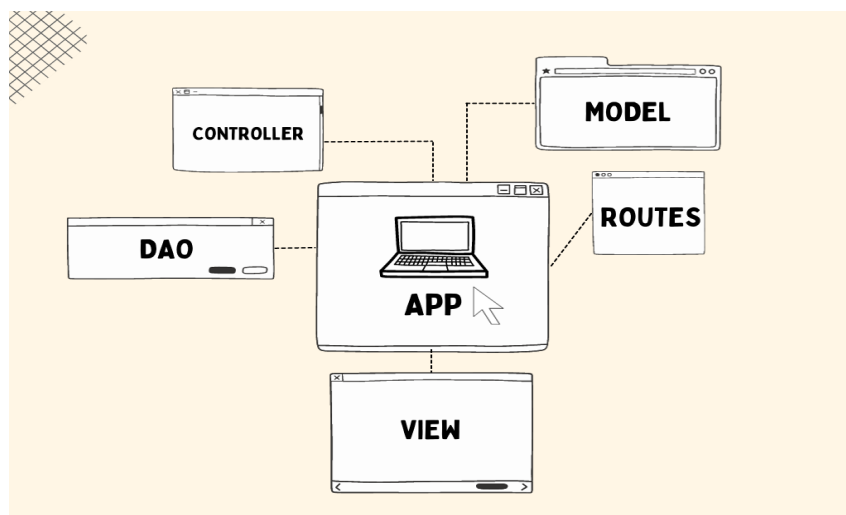 MODEL
CONTROLLER
ROUTES
DAO
APP
VIEW